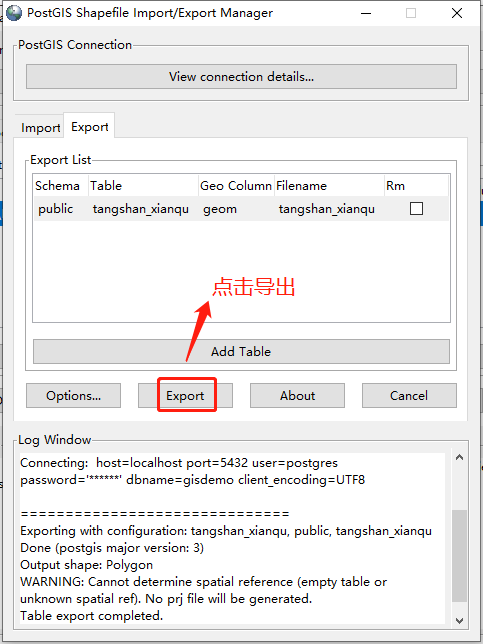 PostGIS Shapefile Import/Export Manager
PostGIS Connection
View connection details...
Import Export
Export List
Schema Table Geo Column Filename Rm
public tangshan_xianqu geom tangshan_xianqu
点击导出
Add Table
Options... Export About Cancel
Log Window
Connecting: host=localhost port=5432 user=postgres
password='******' dbname=gisdemo client_encoding=UTF8
==============================
Exporting with configuration: tangshan_xianqu, public, tangshan_xianqu
Done (postgis major version: 3)
Output shape: Polygon
WARNING: Cannot determine spatial reference (empty table or
unknown spatial ref). No prj file will be generated.
Table export completed.